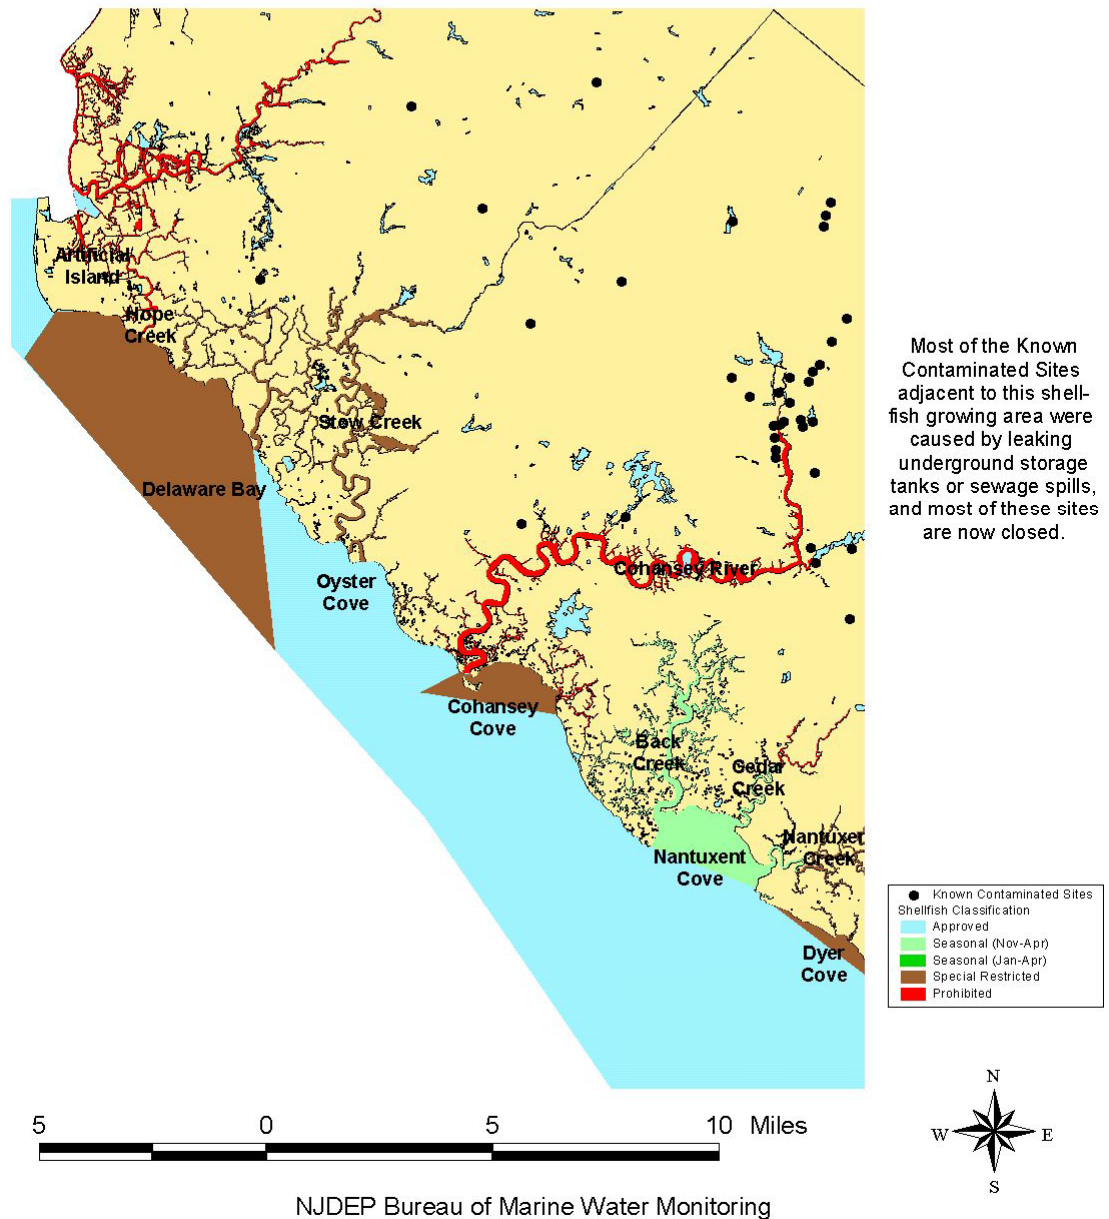 Artificial
Island
Hope
Creek
Stow Creek
Delaware Bay
Oyster
Cove
Cohansey River
Cohansey
Cove
Back
Creek
Cedar
Creek
Nantuxen
Creek
Nantuxent
Cove
Dyer
Cove
Most of the Known
Contaminated Sites
adjacent to this shell-
fish growing area were
caused by leaking
underground storage
tanks or sewage spills,
and most of these sites
are now closed.
Known Contaminated Sites
Shellfish Classification
Approved
Seasonal (Nov-Apr)
Seasonal (Jan-Apr)
Special Restricted
Prohibited
N
W E
S
5 0 5 10 Miles
NJDEP Bureau of Marine Water Monitoring